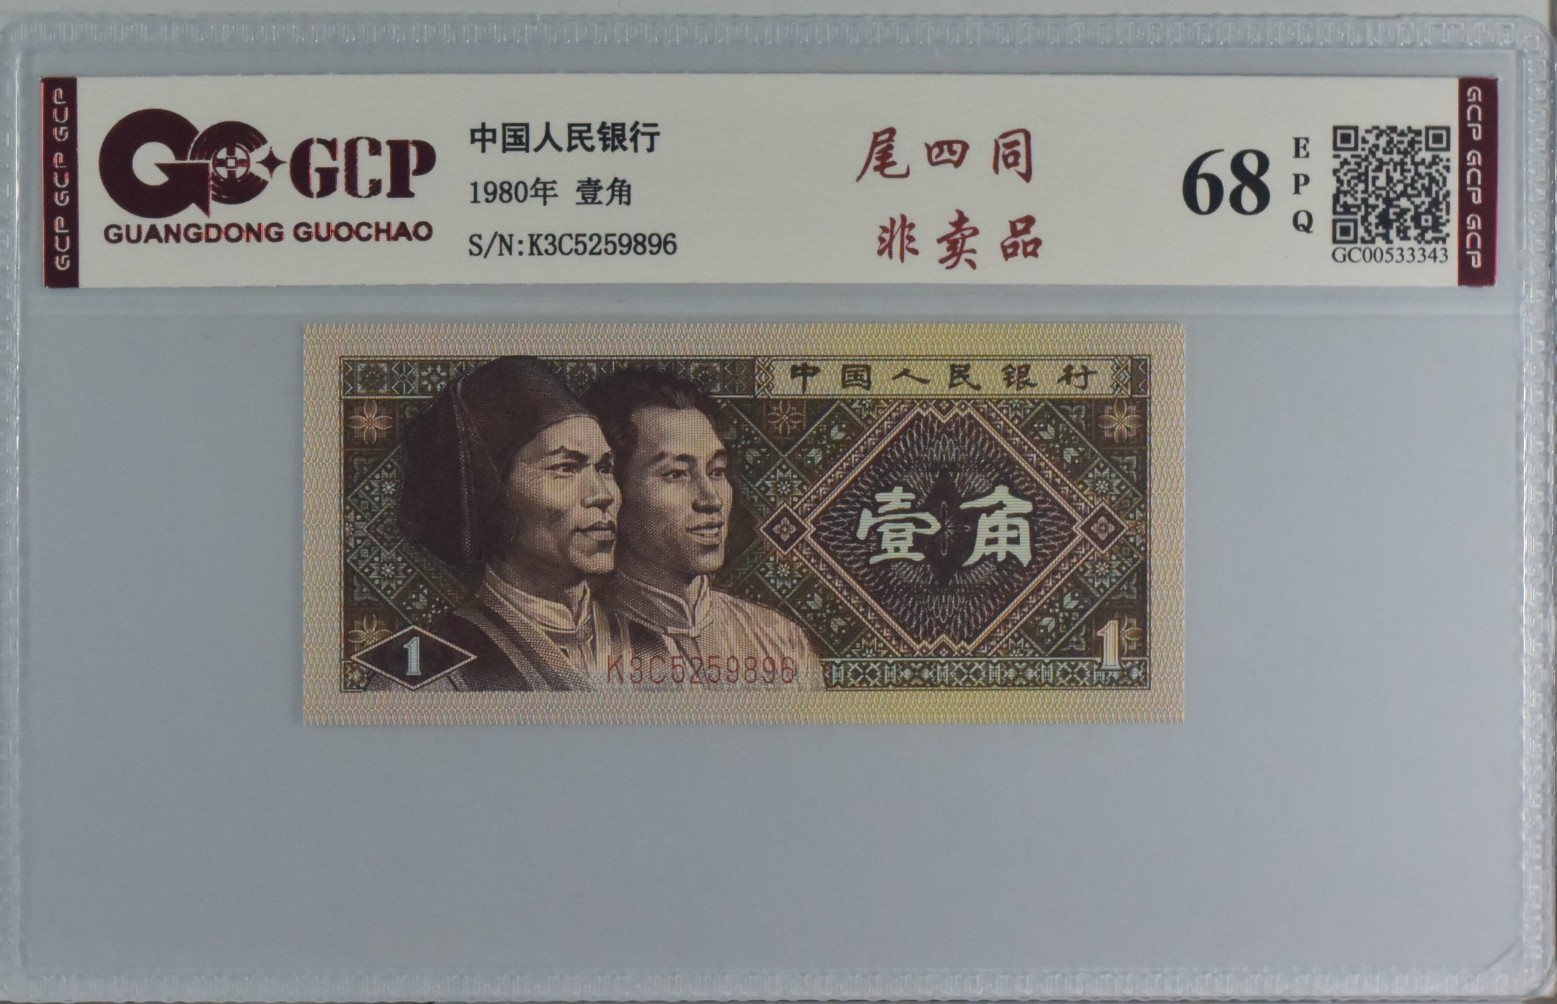 GCP GCP GCP
GCP
GUANGDONG GUOCHAO
中国人民银行
1980年 壹角
S/N:K3C5259896
尾四同
非卖品
68
EPQ
GC00533343
GCP GCP GCP
中国人民银行
壹角
1
K3C5259896
1